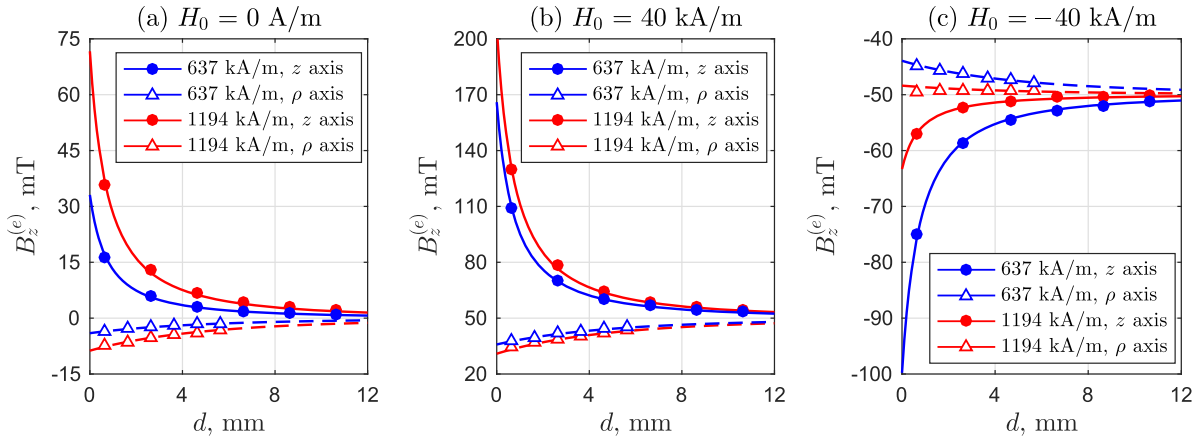 (a) H₀ = 0 A/m
75
60
45
30
15
0
-15
B_z^(e), mT
0 4 8 12
d, mm
637 kA/m, z axis
637 kA/m, ρ axis
1194 kA/m, z axis
1194 kA/m, ρ axis
(b) H₀ = 40 kA/m
200
170
140
110
80
50
20
B_z^(e), mT
0 4 8 12
d, mm
637 kA/m, z axis
637 kA/m, ρ axis
1194 kA/m, z axis
1194 kA/m, ρ axis
(c) H₀ = −40 kA/m
-40
-50
-60
-70
-80
-90
-100
B_z^(e), mT
0 4 8 12
d, mm
637 kA/m, z axis
637 kA/m, ρ axis
1194 kA/m, z axis
1194 kA/m, ρ axis